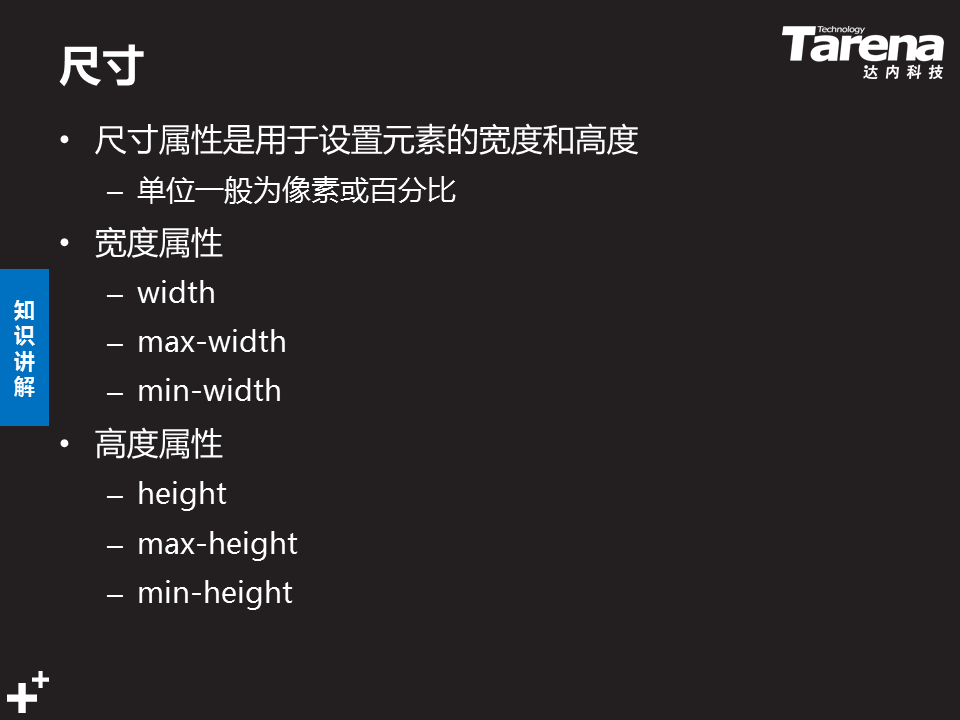 尺寸
Technology
Tarena
达内科技
• 尺寸属性是用于设置元素的宽度和高度
– 单位一般为像素或百分比
• 宽度属性
– width
– max-width
– min-width
知识讲解
• 高度属性
– height
– max-height
– min-height